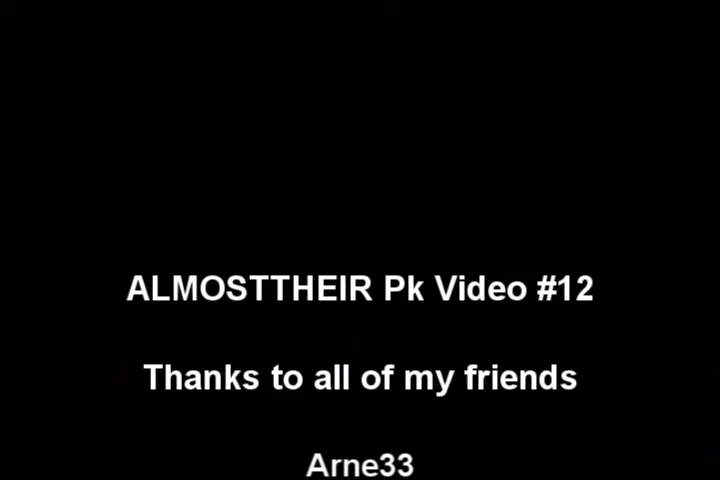 ALMOSTTHEIR Pk Video #12
Thanks to all of my friends
Arne33